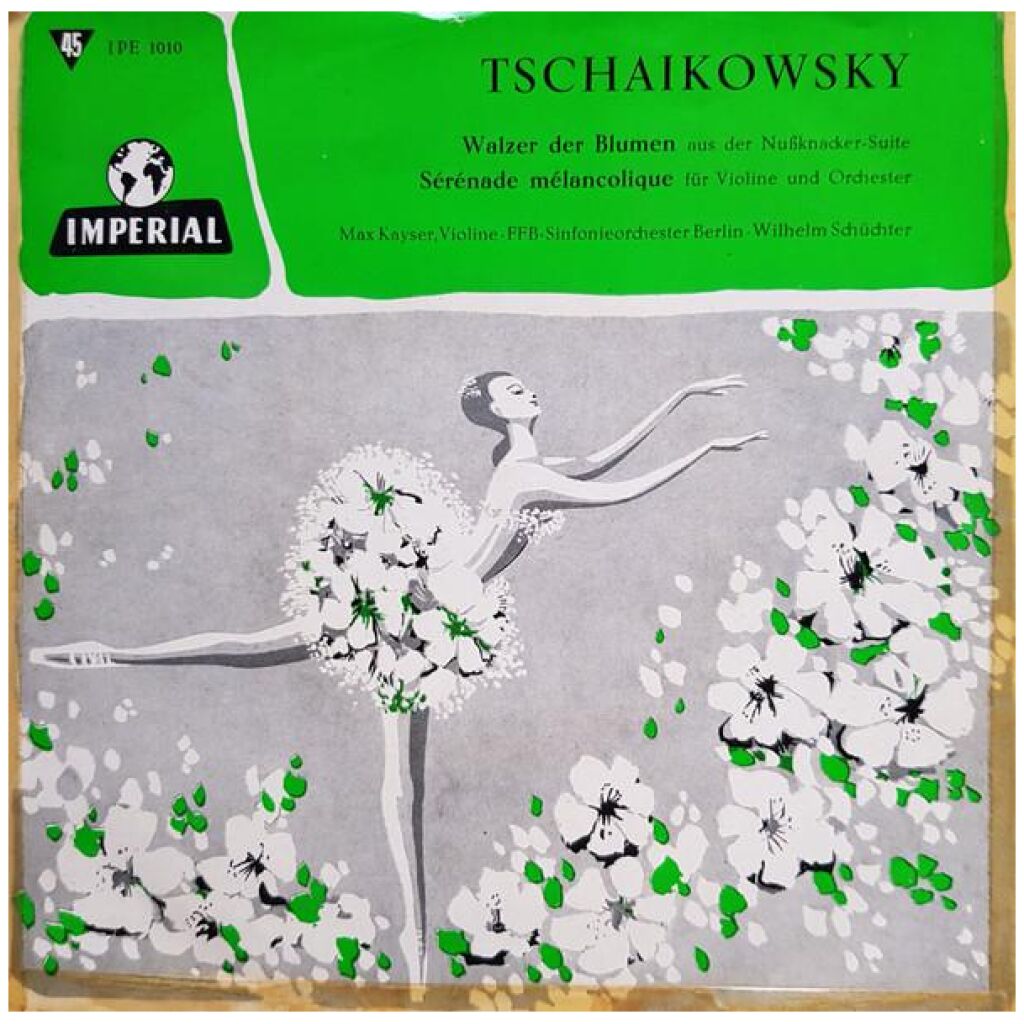 45 IPE 1010
IMPERIAL
TSCHAIKOWSKY
Walzer der Blumen aus der Nußknacker-Suite
Sérénade mélancolique für Violine und Orchester
Max Kayser, Violine · FFB-Sinfonieorchester Berlin · Wilhelm Schüchter